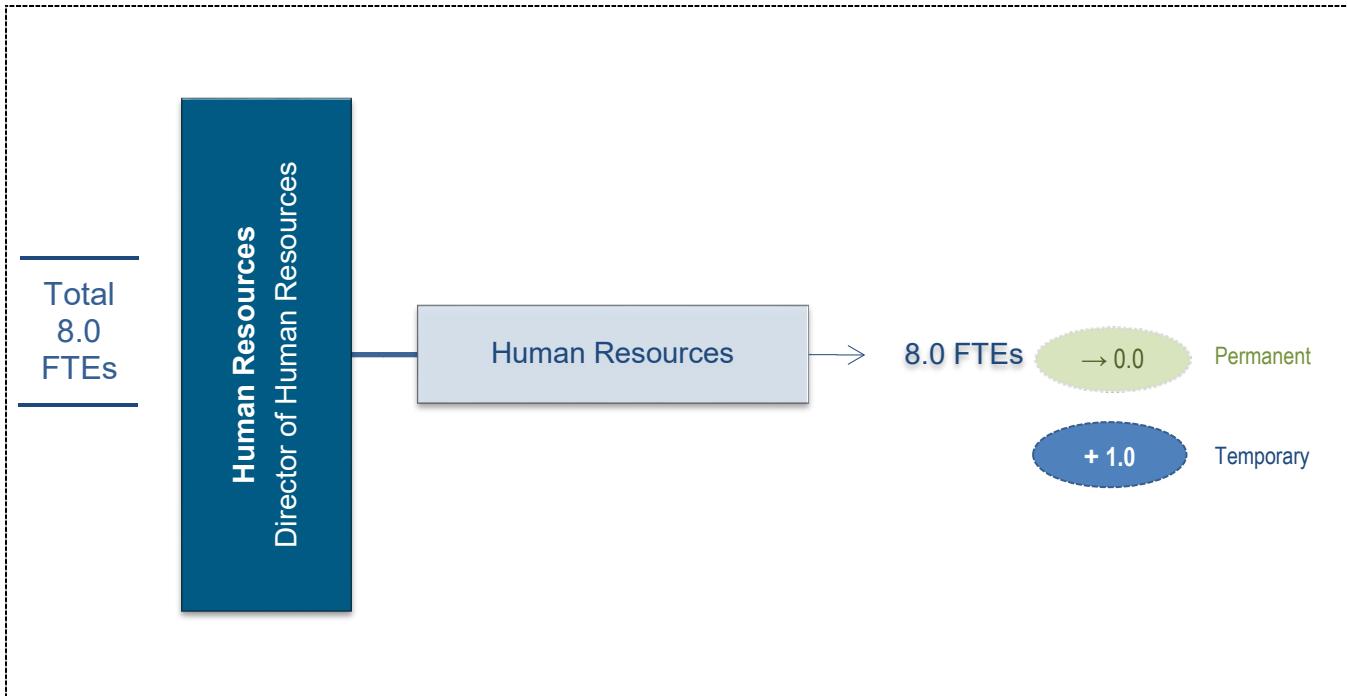 Total
8.0
FTEs
Human Resources
Director of Human Resources
Human Resources
8.0 FTEs
→ 0.0
Permanent
+ 1.0
Temporary